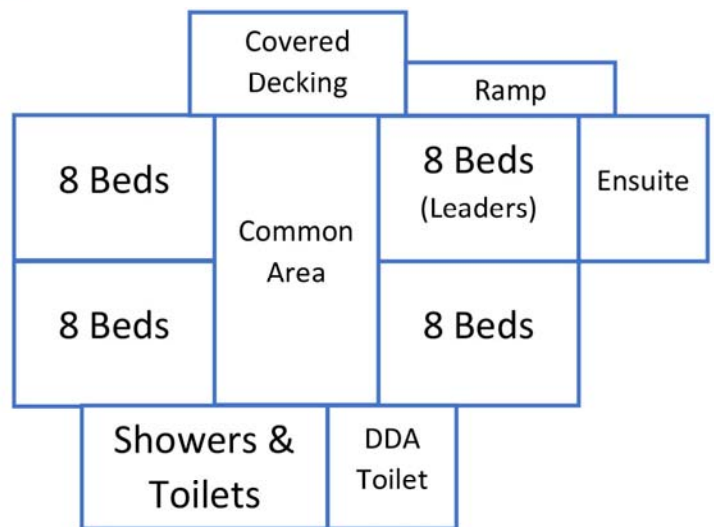 Covered
Decking
Ramp
8 Beds
8 Beds
(Leaders)
Ensuite
Common
Area
8 Beds
8 Beds
Showers &
Toilets
DDA
Toilet